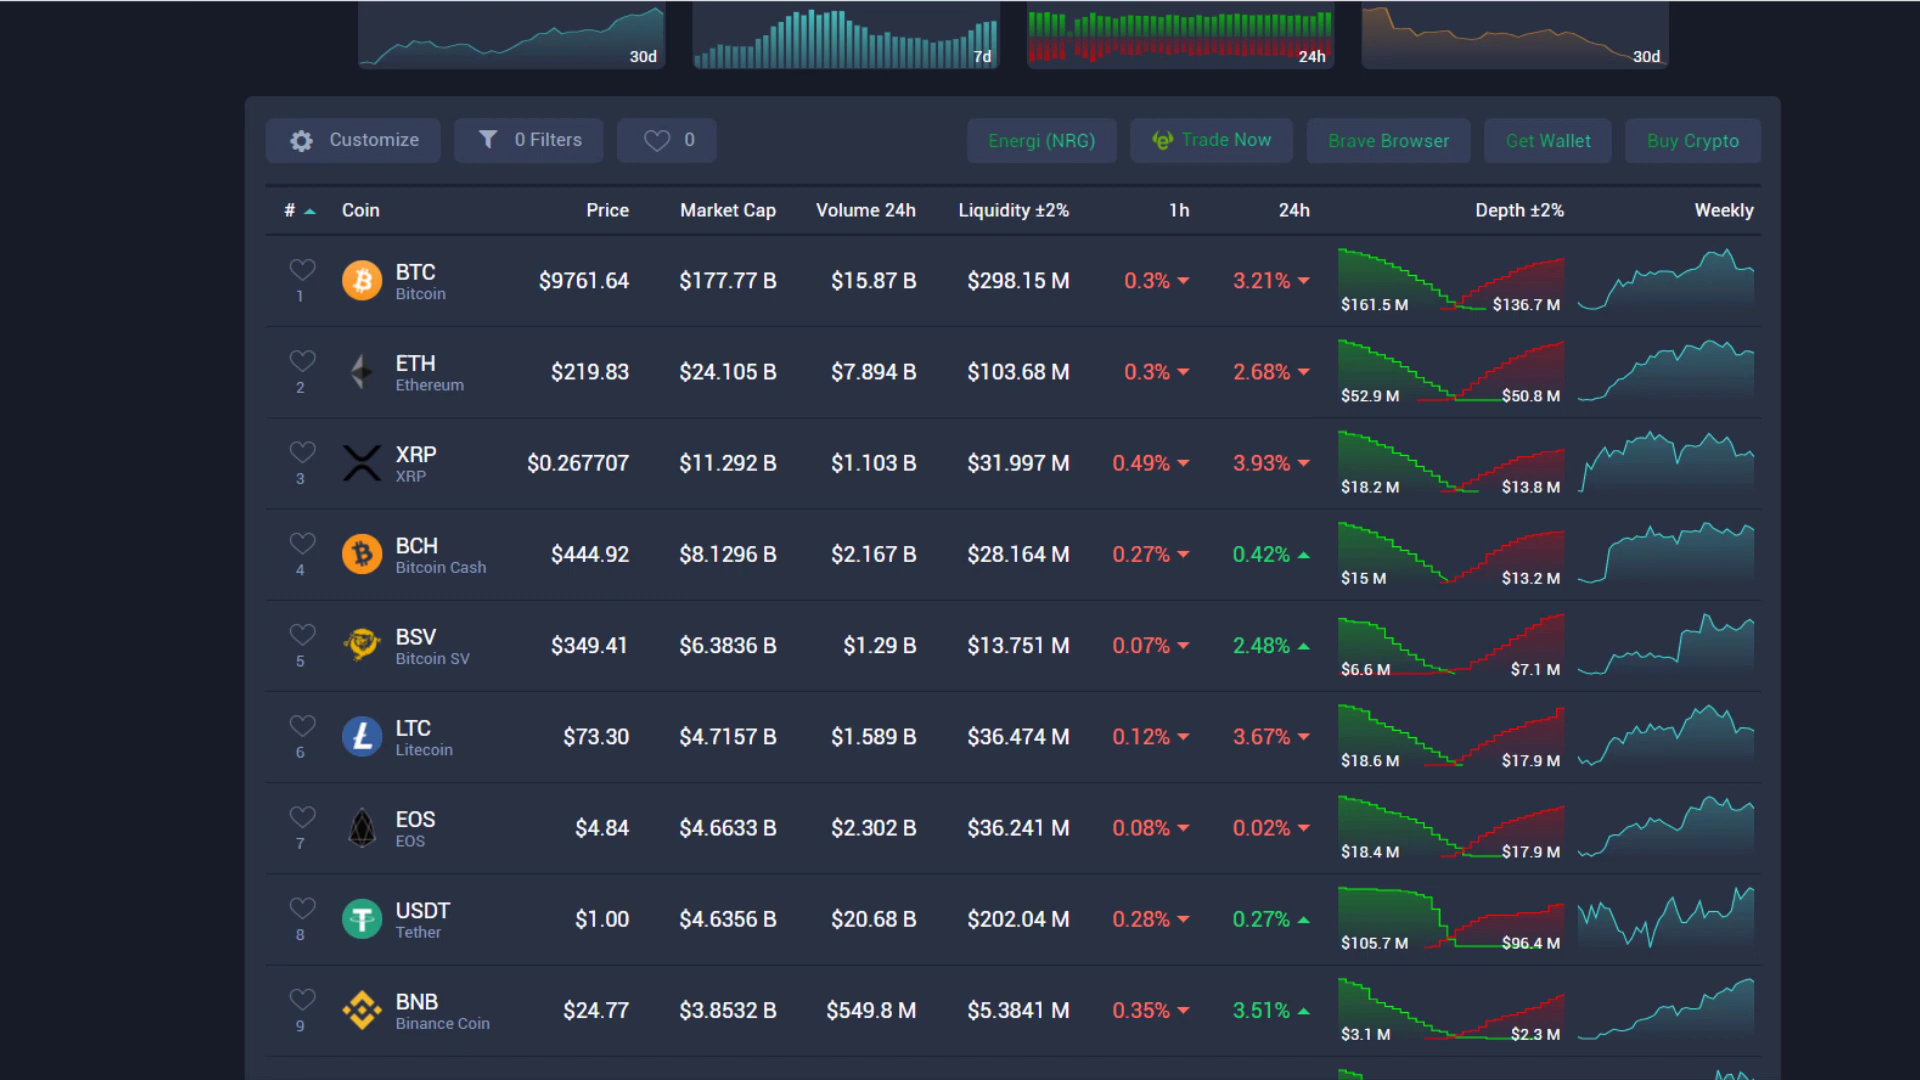 30d 7d 24h 30d
Customize 0 Filters 0 Energi (NRG) Trade Now Brave Browser Get Wallet Buy Crypto
# Coin Price Market Cap Volume 24h Liquidity ±2% 1h 24h Depth ±2% Weekly
1 BTC Bitcoin $9761.64 $177.77 B $15.87 B $298.15 M 0.3% 3.21% $161.5 M $136.7 M
2 ETH Ethereum $219.83 $24.105 B $7.894 B $103.68 M 0.3% 2.68% $52.9 M $50.8 M
3 XRP XRP $0.267707 $11.292 B $1.103 B $31.997 M 0.49% 3.93% $18.2 M $13.8 M
4 BCH Bitcoin Cash $444.92 $8.1296 B $2.167 B $28.164 M 0.27% 0.42% $15 M $13.2 M
5 BSV Bitcoin SV $349.41 $6.3836 B $1.29 B $13.751 M 0.07% 2.48% $6.6 M $7.1 M
6 LTC Litecoin $73.30 $4.7157 B $1.589 B $36.474 M 0.12% 3.67% $18.6 M $17.9 M
7 EOS EOS $4.84 $4.6633 B $2.302 B $36.241 M 0.08% 0.02% $18.4 M $17.9 M
8 USDT Tether $1.00 $4.6356 B $20.68 B $202.04 M 0.28% 0.27% $105.7 M $96.4 M
9 BNB Binance Coin $24.77 $3.8532 B $549.8 M $5.3841 M 0.35% 3.51% $3.1 M $2.3 M